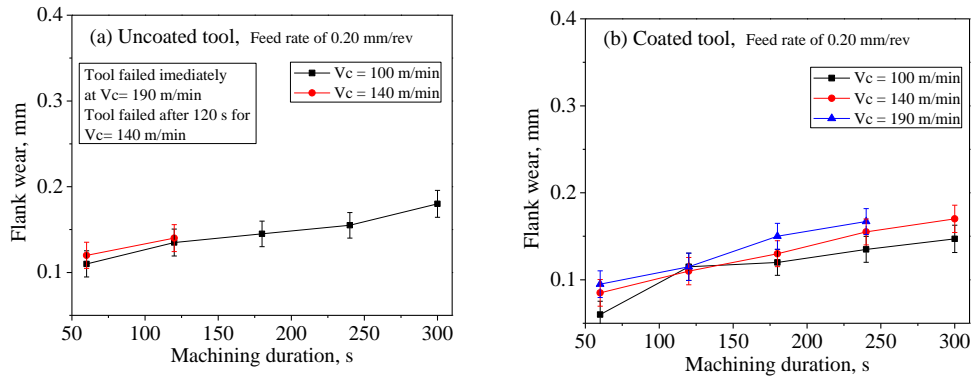 (a) Uncoated tool, Feed rate of 0.20 mm/rev
Tool failed imediately
at Vc= 190 m/min
Tool failed after 120 s for
Vc= 140 m/min
Vc = 100 m/min
Vc = 140 m/min
Flank wear, mm
0.4
0.3
0.2
0.1
50 100 150 200 250 300
Machining duration, s
(b) Coated tool, Feed rate of 0.20 mm/rev
Vc = 100 m/min
Vc = 140 m/min
Vc = 190 m/min
Flank wear, mm
0.4
0.3
0.2
0.1
50 100 150 200 250 300
Machining duration, s